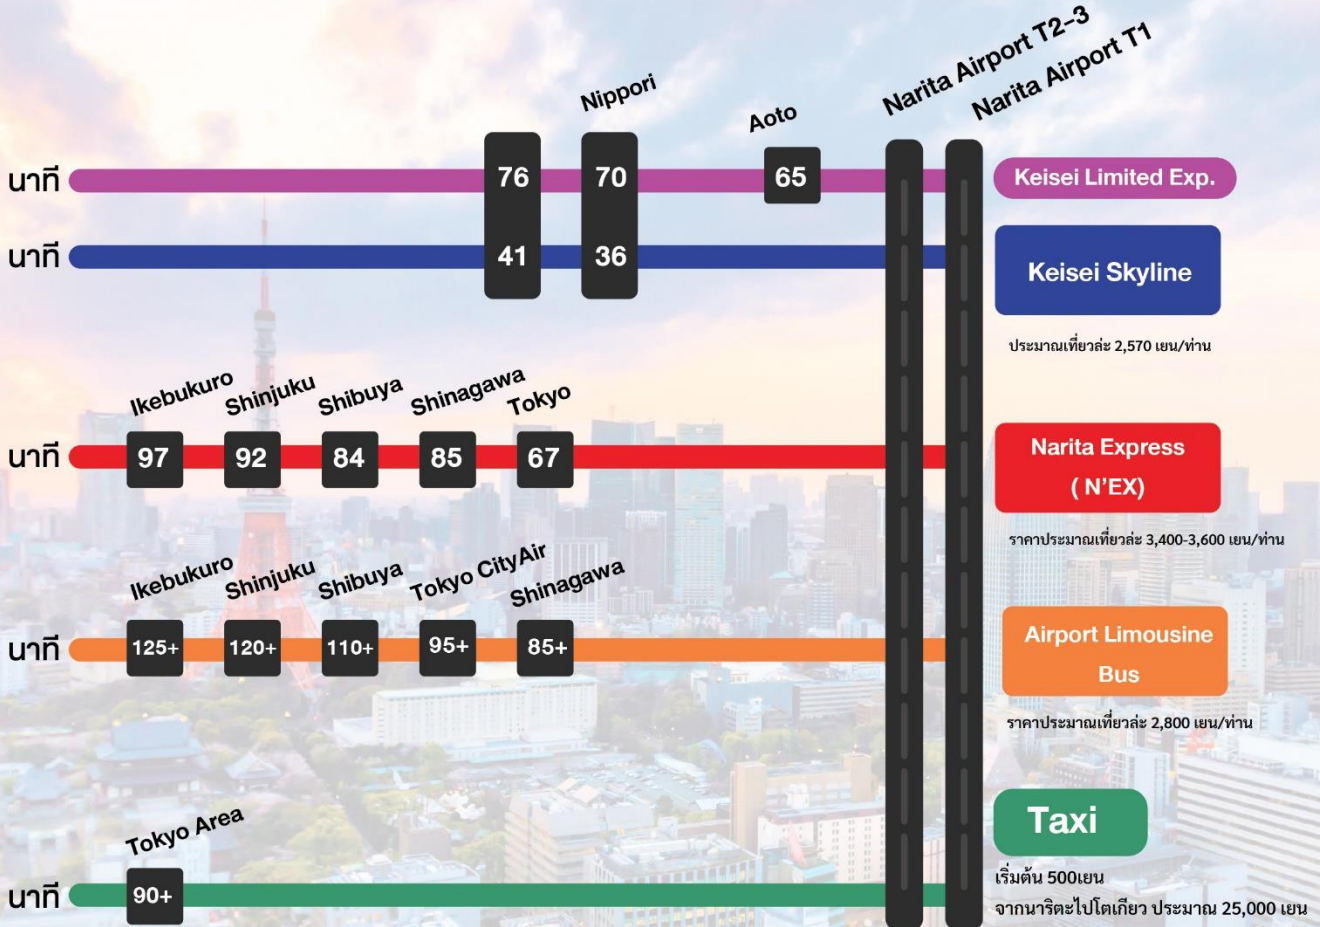 Narita Airport T2-3
Narita Airport T1
Nippori
Aoto
นาที
76
70
65
Keisei Limited Exp.
นาที
41
36
Keisei Skyline
ประมาณเที่ยวล่ะ 2,570 เยน/ท่าน
Ikebukuro
Shinjuku
Shibuya
Shinagawa
Tokyo
นาที
97
92
84
85
67
Narita Express
( N'EX)
ราคาประมาณเที่ยวล่ะ 3,400-3,600 เยน/ท่าน
Ikebukuro
Shinjuku
Shibuya
Tokyo CityAir
Shinagawa
นาที
125+
120+
110+
95+
85+
Airport Limousine
Bus
ราคาประมาณเที่ยวล่ะ 2,800 เยน/ท่าน
Tokyo Area
นาที
90+
Taxi
เริ่มต้น 500เยน
จากนาริตะไปโตเกียว ประมาณ 25,000 เยน